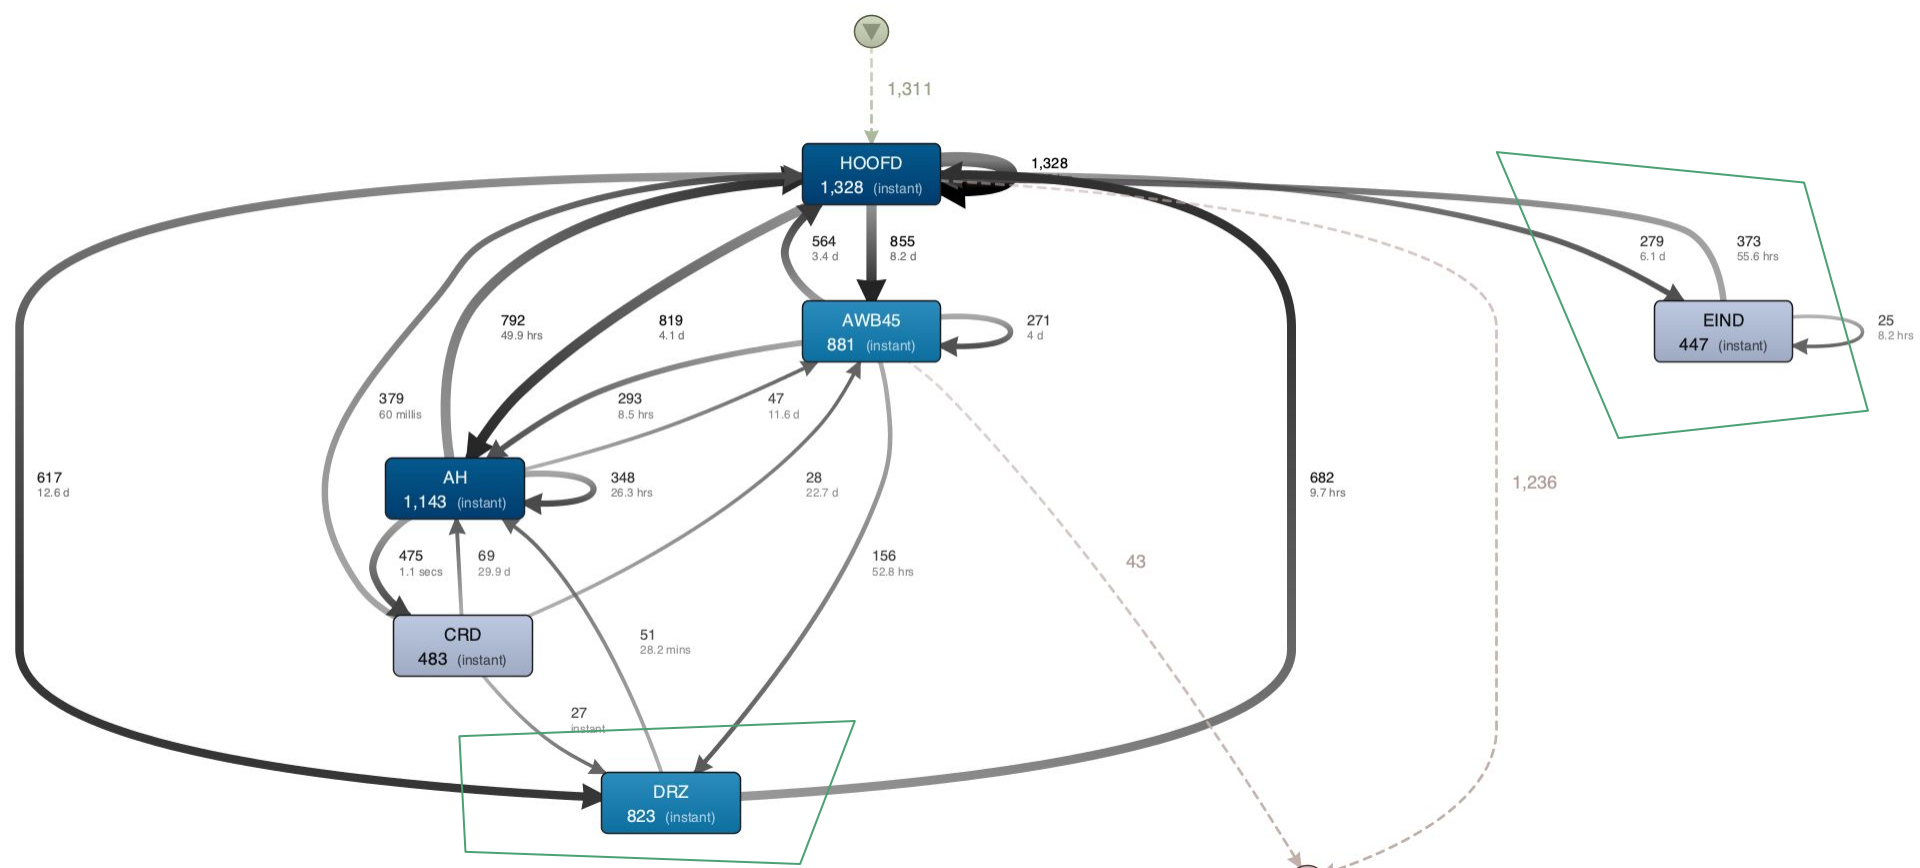 1,311
HOOFD
1,328 (instant)
1,328
564
3.4 d
855
8.2 d
279
6.1 d
373
55.6 hrs
792
49.9 hrs
819
4.1 d
AWB45
881 (instant)
271
4 d
EIND
447 (instant)
25
8.2 hrs
379
60 millis
293
8.5 hrs
47
11.6 d
617
12.6 d
AH
1,143 (instant)
348
26.3 hrs
28
22.7 d
682
9.7 hrs
1,236
475
1.1 secs
69
29.9 d
156
52.8 hrs
43
CRD
483 (instant)
51
28.2 mins
27
instant
DRZ
823 (instant)